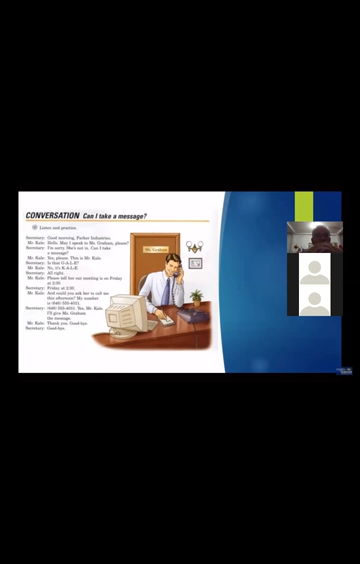 CONVERSATION Can I take a message?
Listen and practice.
Secretary: Good morning, Parker Industries.
Mr. Kale: Hello. May I speak to Ms. Graham, please?
Secretary: I'm sorry. She's not in. Can I take
a message?
Mr. Kale: Yes, please. This is Mr. Kale.
Secretary: Is that G-A-L-E?
Mr. Kale: No, it's K-A-L-E.
Secretary: All right.
Mr. Kale: Please tell her our meeting is on Friday
at 2:30.
Secretary: Friday at 2:30.
Mr. Kale: And could you ask her to call me
this afternoon? My number
is (646) 555-4031.
Secretary: (646) 555-4031. Yes, Mr. Kale.
I'll give Ms. Graham
the message.
Mr. Kale: Thank you. Good-bye.
Secretary: Good-bye.
Ms. Graham